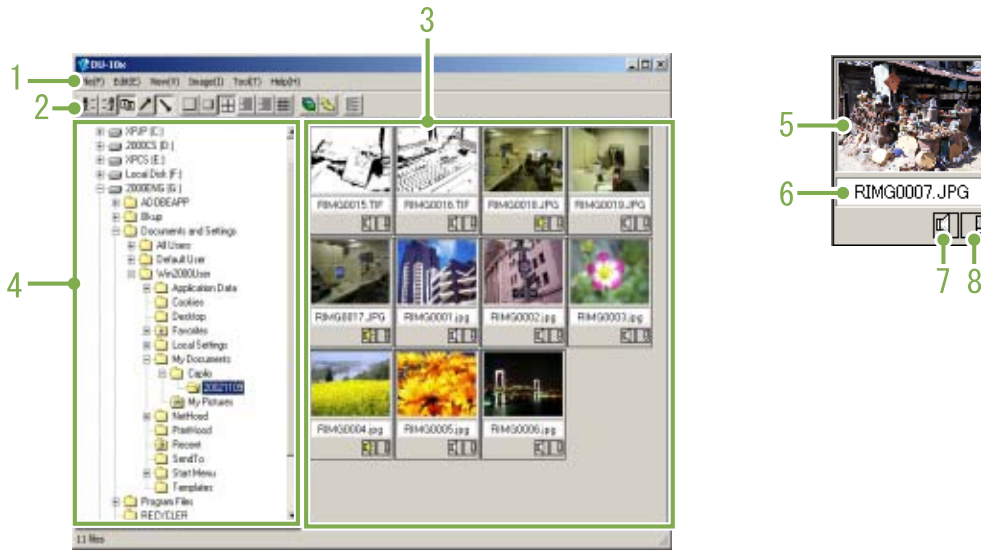 3
DU-10x
1
File(F) Edit(E) View(V) Image(I) Tool(T) Help(H)
2
XPJP (C:)
2000CS (D:)
XPCS (E:)
Local Disk (F:)
2000ENG (G:)
ADOBEAPP
Bkup
Documents and Settings
All Users
Default User
Win2000User
Application Data
Cookies
Desktop
Favorites
Local Settings
My Documents
Caplio
20021109
My Pictures
NetHood
PrintHood
Recent
SendTo
Start Menu
Templates
Program Files
RECYCLER
4
RIMG0015.TIF RIMG0016.TIF RIMG0018.JPG RIMG0019.JPG
RIMG0017.JPG RIMG0001.jpg RIMG0002.jpg RIMG0003.jpg
RIMG0004.jpg RIMG0005.jpg RIMG0006.jpg
11 files
5
6
RIMG0007.JPG
7
8